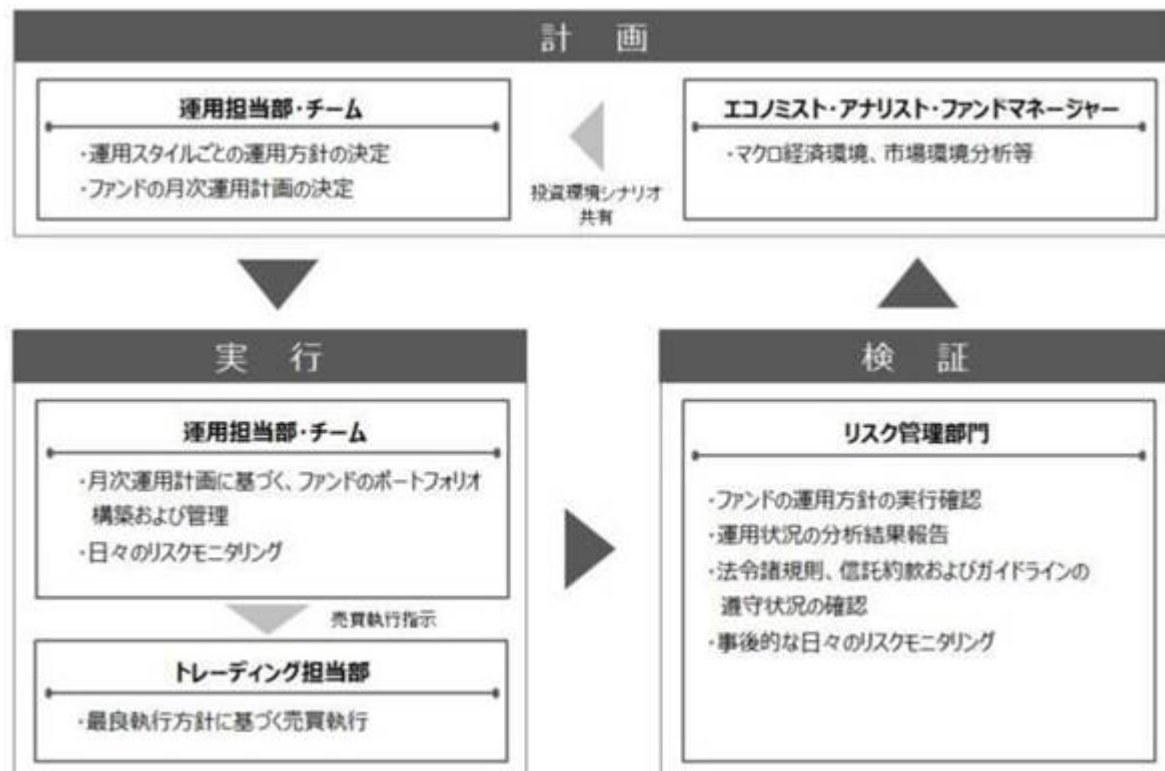 計 画
運用担当部・チーム
・運用スタイルごとの運用方針の決定
・ファンドの月次運用計画の決定
投資環境シナリオ
共有
エコノミスト・アナリスト・ファンドマネージャー
・マクロ経済環境、市場環境分析等
実 行
運用担当部・チーム
・月次運用計画に基づく、ファンドのポートフォリオ
構築および管理
・日々のリスクモニタリング
売買執行指示
トレーディング担当部
・最良執行方針に基づく売買執行
検 証
リスク管理部門
・ファンドの運用方針の実行確認
・運用状況の分析結果報告
・法令諸規則、信託約款およびガイドラインの
遵守状況の確認
・事後的な日々のリスクモニタリング